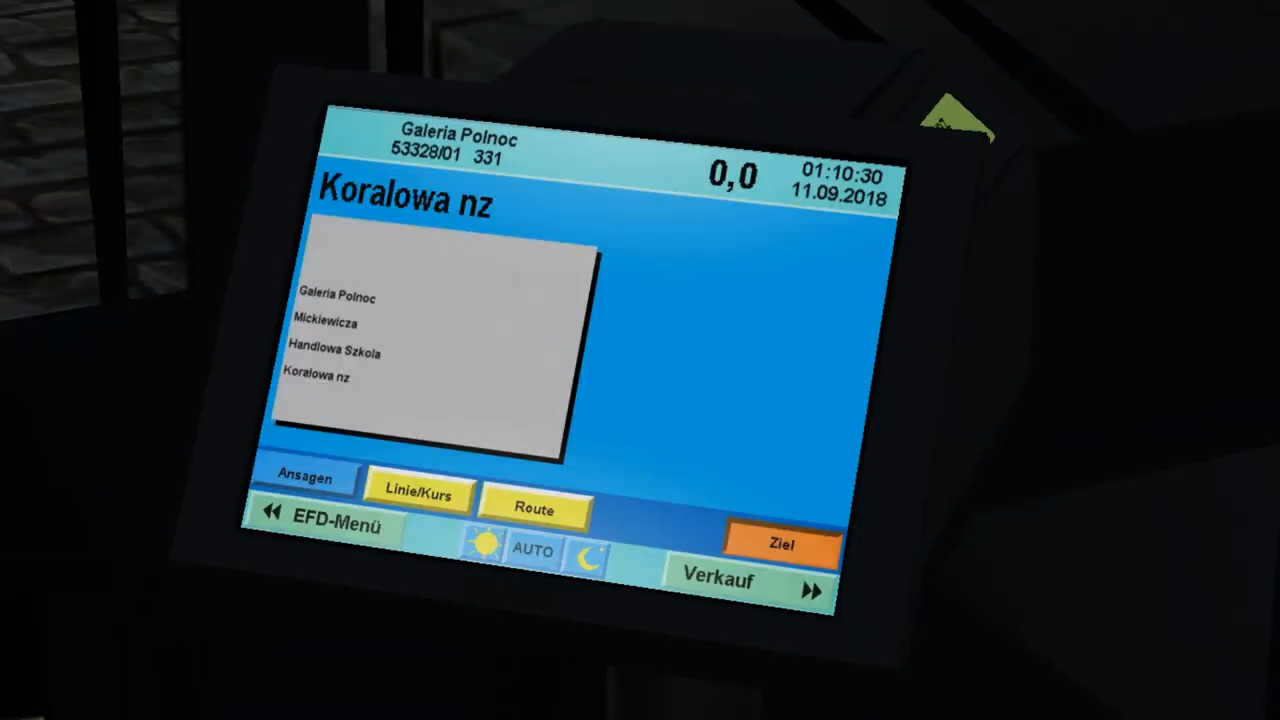 Galeria Polnoc
53328/01 331
0,0
01:10:30
11.09.2018
Koralowa nz
Galeria Polnoc
Mickiewicza
Handlowa Szkola
Koralowa nz
Ansagen
Linie/Kurs
Route
Ziel
EFD-Menü
AUTO
Verkauf